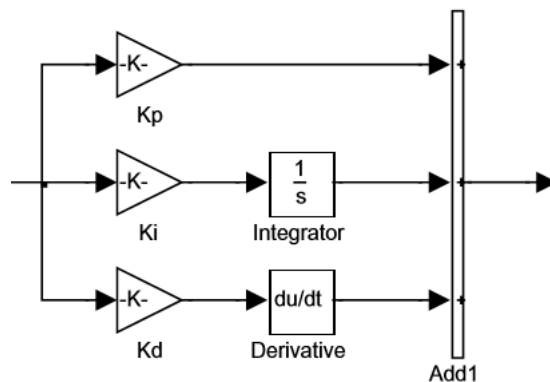 -K-
+
Kp
-K-
1
s
+
Ki
Integrator
-K-
du/dt
+
Kd
Derivative
Add1